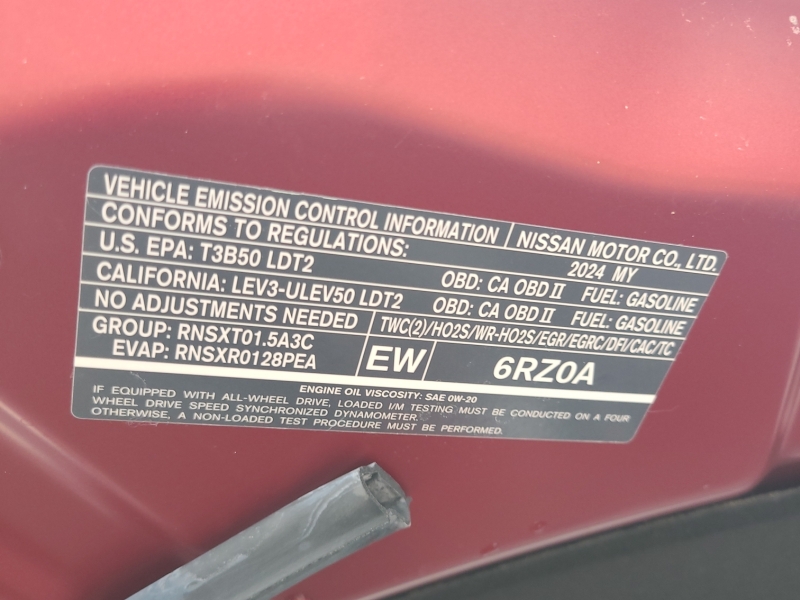 VEHICLE EMISSION CONTROL INFORMATION NISSAN MOTOR CO., LTD.
CONFORMS TO REGULATIONS: 2024 MY
U.S. EPA: T3B50 LDT2 OBD: CA OBD II FUEL: GASOLINE
CALIFORNIA: LEV3-ULEV50 LDT2 OBD: CA OBD II FUEL: GASOLINE
NO ADJUSTMENTS NEEDED TWC(2)/HO2S/WR-HO2S/EGR/EGRC/DFI/CAC/TC
GROUP: RNSXT01.5A3C
EVAP: RNSXR0128PEA
EW 6RZ0A
ENGINE OIL VISCOSITY: SAE 0W-20
IF EQUIPPED WITH ALL-WHEEL DRIVE, LOADED I/M TESTING MUST BE CONDUCTED ON A FOUR
WHEEL DRIVE SPEED SYNCHRONIZED DYNAMOMETER.
OTHERWISE, A NON-LOADED TEST PROCEDURE MUST BE PERFORMED.